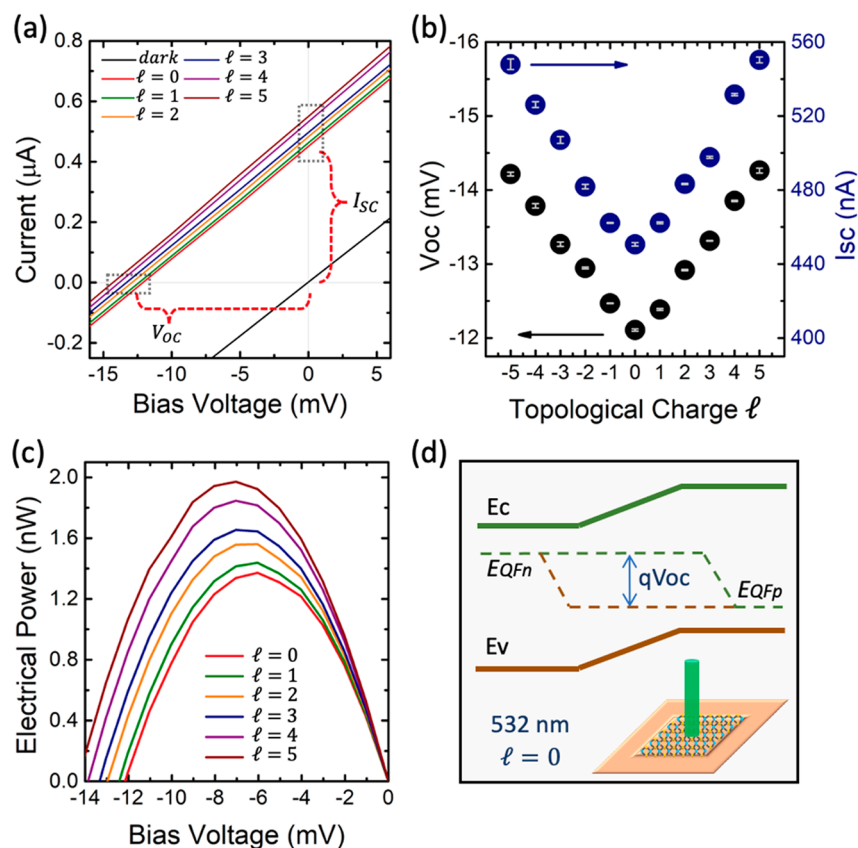 (a)
0.8
0.6
0.4
0.2
0.0
-0.2
Current (μA)
dark
ℓ = 0
ℓ = 1
ℓ = 2
ℓ = 3
ℓ = 4
ℓ = 5
ISC
VOC
-15 -10 -5 0 5
Bias Voltage (mV)
(b)
-16
-15
-14
-13
-12
Voc (mV)
560
520
480
440
400
Isc (nA)
-5 -4 -3 -2 -1 0 1 2 3 4 5
Topological Charge ℓ
(c)
2.0
1.6
1.2
0.8
0.4
0.0
Electrical Power (nW)
ℓ = 0
ℓ = 1
ℓ = 2
ℓ = 3
ℓ = 4
ℓ = 5
-14 -12 -10 -8 -6 -4 -2 0
Bias Voltage (mV)
(d)
Ec
EQFn
qVoc
EQFp
Ev
532 nm
ℓ = 0